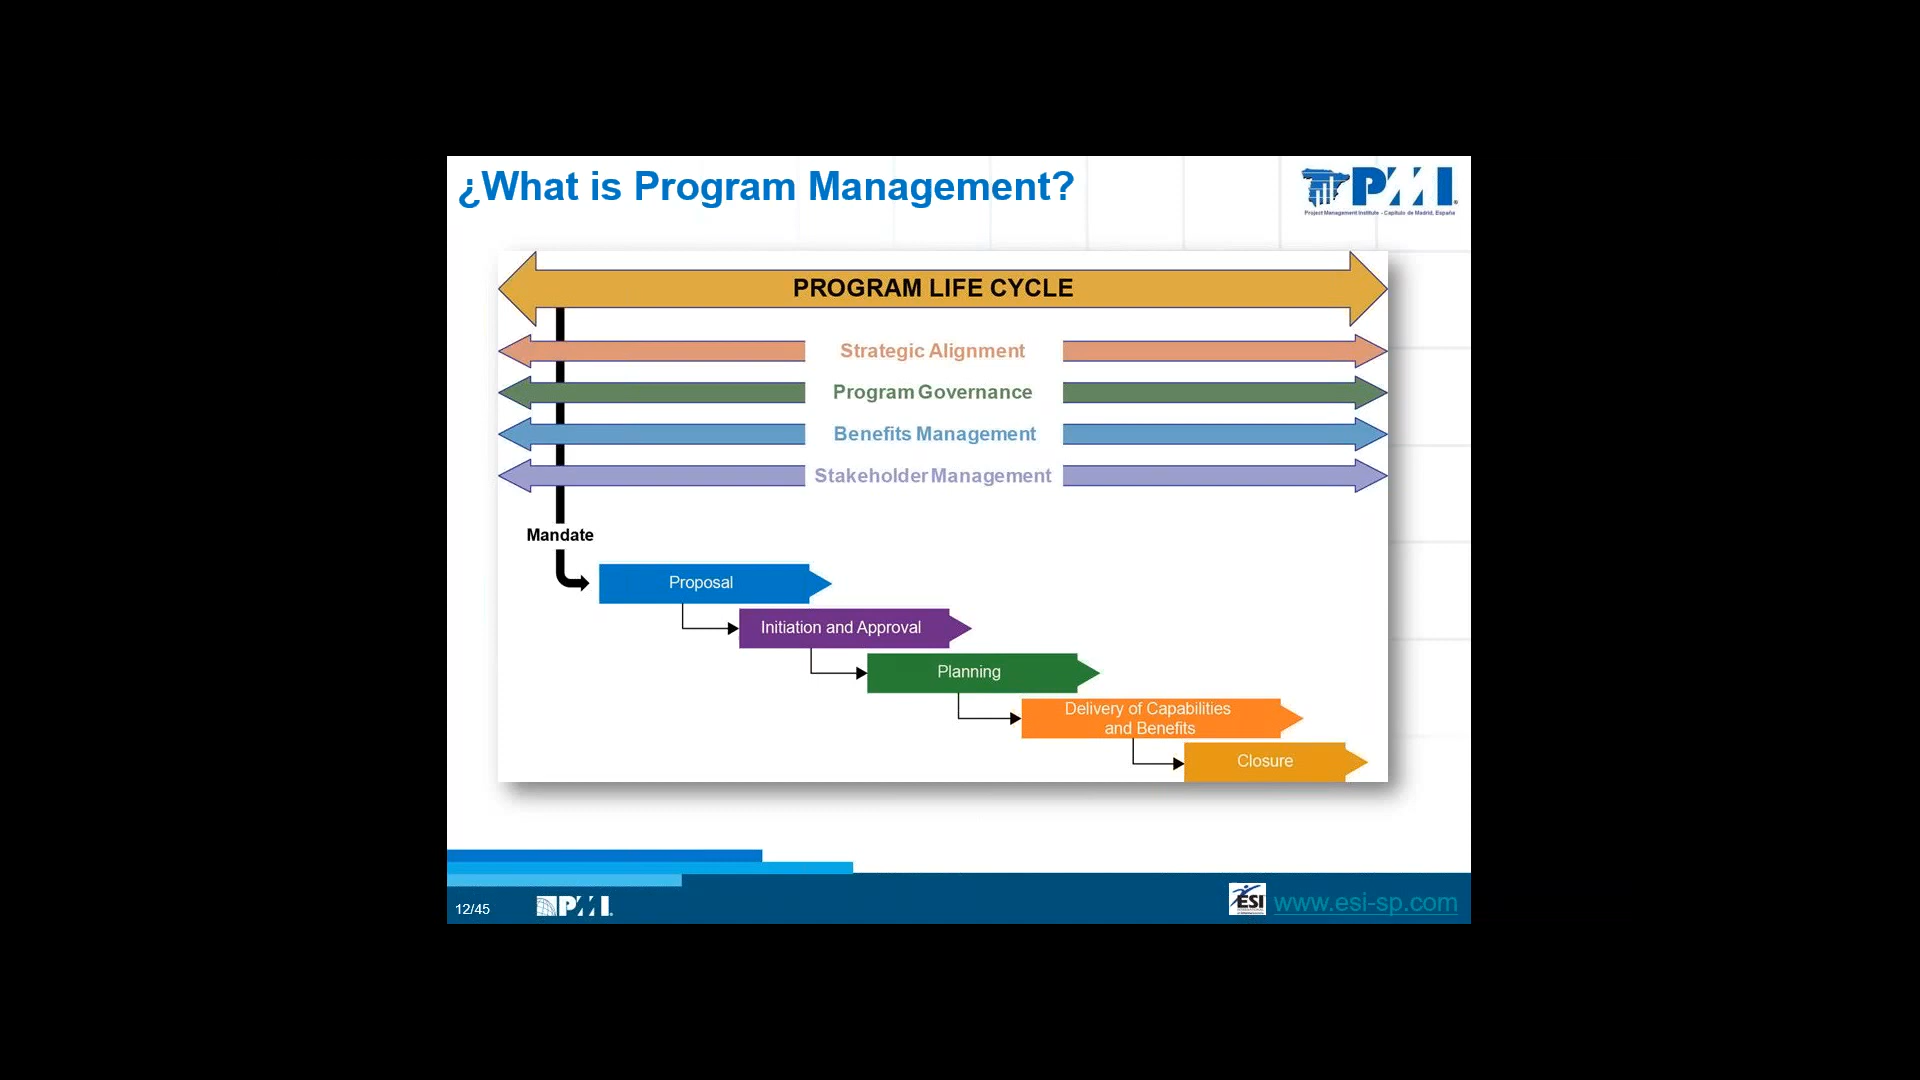 ¿What is Program Management?
PMI
Project Management Institute - Capítulo de Madrid, España
PROGRAM LIFE CYCLE
Strategic Alignment
Program Governance
Benefits Management
Stakeholder Management
Mandate
Proposal
Initiation and Approval
Planning
Delivery of Capabilities
and Benefits
Closure
12/45
PMI
ESI
www.esi-sp.com